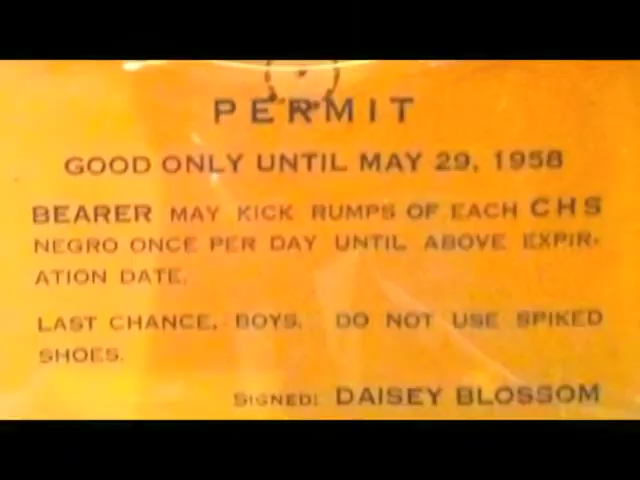 PERMIT
GOOD ONLY UNTIL MAY 29, 1958
BEARER MAY KICK RUMPS OF EACH CHS
NEGRO ONCE PER DAY UNTIL ABOVE EXPIR-
ATION DATE.
LAST CHANCE, BOYS. DO NOT USE SPIKED
SHOES.
SIGNED: DAISEY BLOSSOM